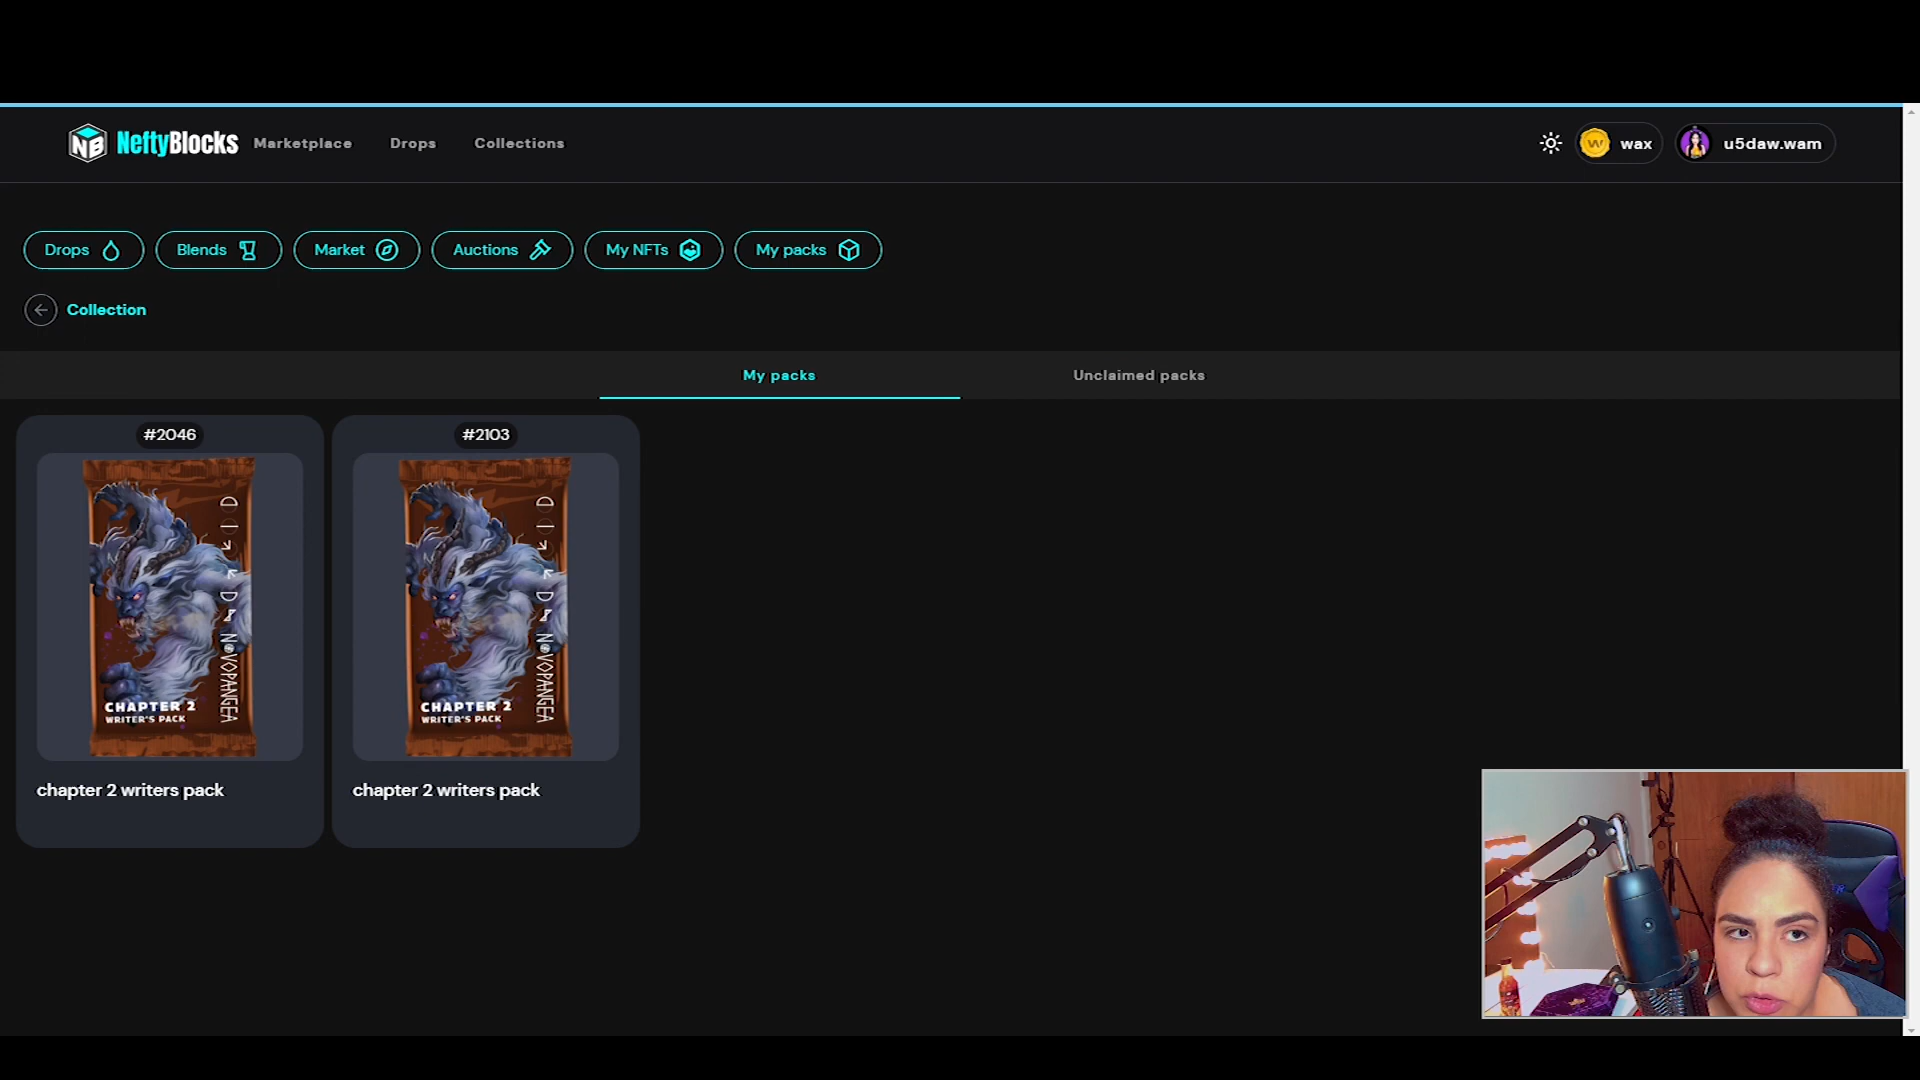 NB NeftyBlocks Marketplace Drops Collections wax u5daw.wam
Drops Blends Market Auctions My NFTs My packs
Collection
My packs Unclaimed packs
#2046 #2103
NOVOPANGEA NOVOPANGEA
CHAPTER 2 CHAPTER 2
WRITER'S PACK WRITER'S PACK
chapter 2 writers pack chapter 2 writers pack